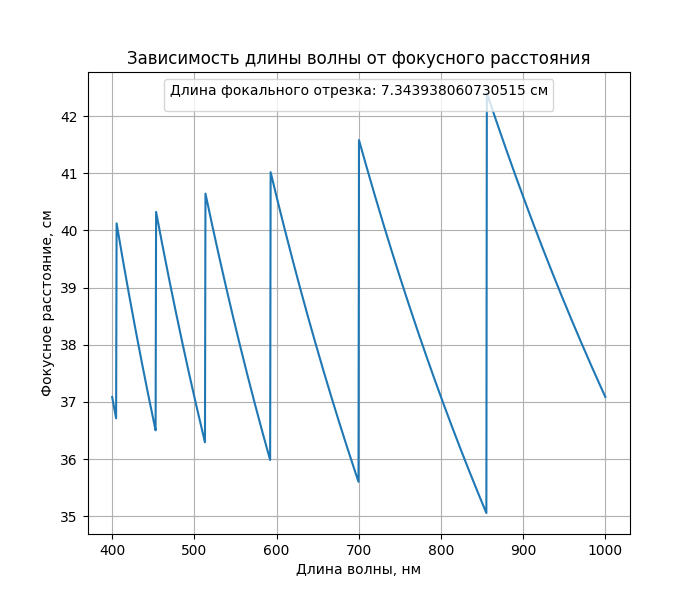 Зависимость длины волны от фокусного расстояния
Длина фокального отрезка: 7.343938060730515 см
42
41
40
39
38
37
36
35
Фокусное расстояние, см
400 500 600 700 800 900 1000
Длина волны, нм